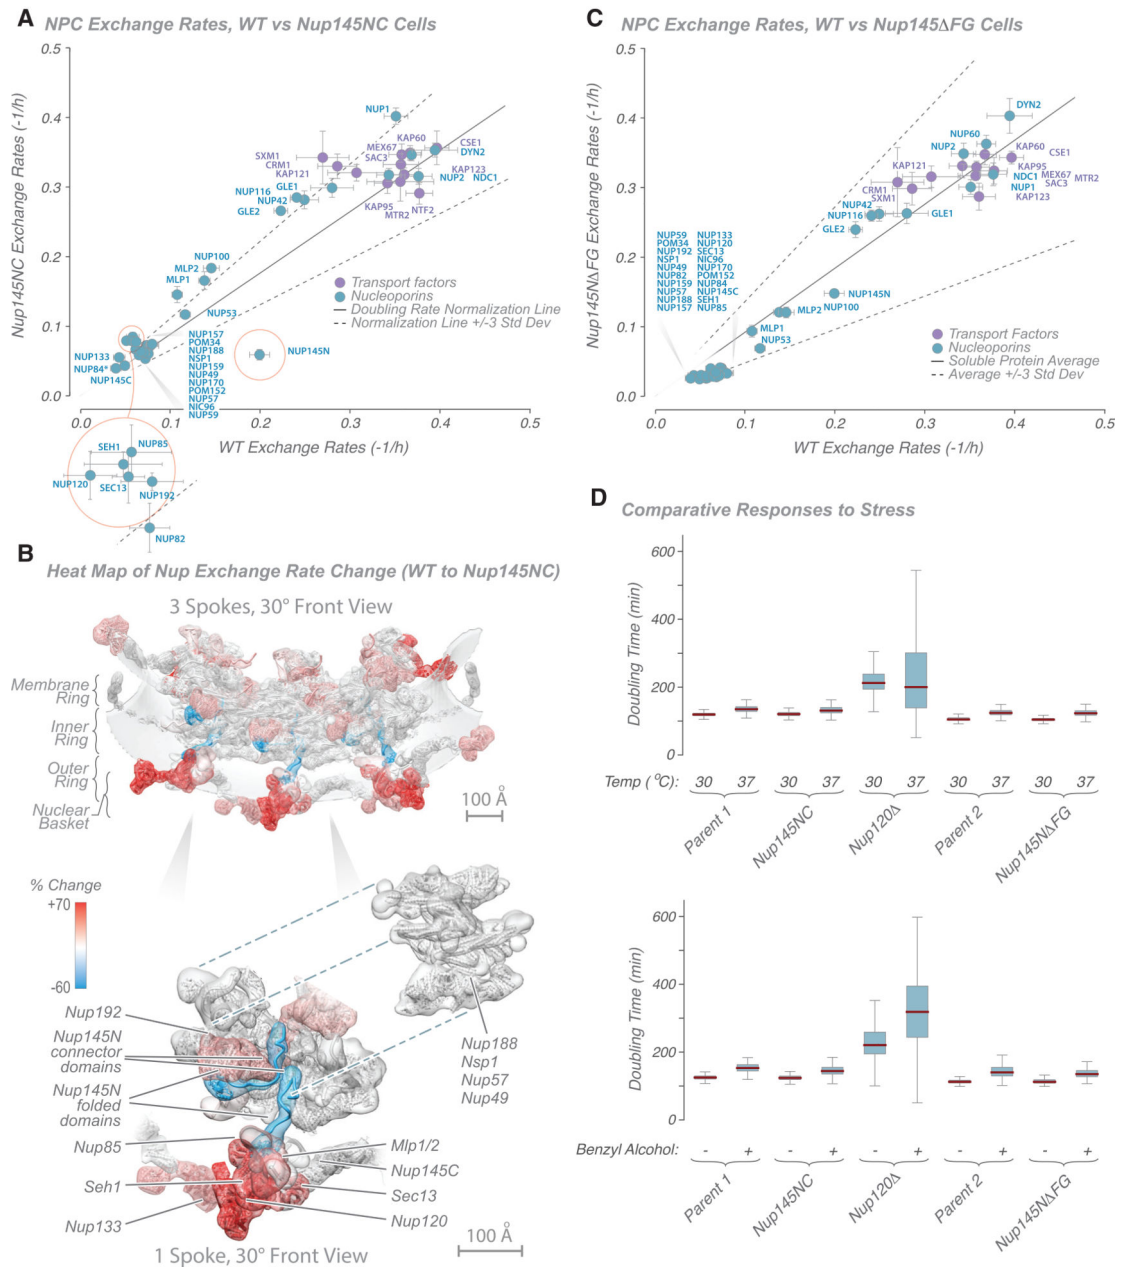 A
NPC Exchange Rates, WT vs Nup145NC Cells
Nup145NC Exchange Rates (-1/h)
0.5
0.4
0.3
0.2
0.1
0.0
0.0
0.1
0.2
0.3
0.4
0.5
WT Exchange Rates (-1/h)
NUP1
KAP60
CSE1
MEX67
DYN2
SXM1
SAC3
CRM1
KAP123
KAP121
NUP2 NDC1
GLE1
NUP116
NUP42
GLE2
KAP95
MTR2
NTF2
NUP100
MLP2
MLP1
NUP53
Transport factors
Nucleoporins
Doubling Rate Normalization Line
Normalization Line +/-3 Std Dev
NUP157
POM34
NUP188
NSP1
NUP159
NUP49
NUP170
POM152
NUP57
NIC96
NUP59
NUP145N
NUP133
NUP84*
NUP145C
SEH1
NUP85
NUP120
SEC13
NUP192
NUP82
C
NPC Exchange Rates, WT vs Nup145ΔFG Cells
Nup145NΔFG Exchange Rates (-1/h)
0.5
0.4
0.3
0.2
0.1
0.0
0.0
0.1
0.2
0.3
0.4
0.5
WT Exchange Rates (-1/h)
DYN2
NUP60
NUP2
KAP60
CSE1
KAP121
KAP95
NDC1
MEX67
MTR2
CRM1
NUP1
SAC3
SXM1
KAP123
NUP42
NUP116
GLE1
GLE2
NUP59 NUP133
POM34 NUP120
NUP192 SEC13
NSP1 NIC96
NUP49 NUP170
NUP82 POM152
NUP159 NUP84
NUP57 NUP145C
NUP188 SEH1
NUP157 NUP85
NUP145N
MLP2
NUP100
MLP1
NUP53
Transport Factors
Nucleoporins
Soluble Protein Average
Average +/-3 Std Dev
B
Heat Map of Nup Exchange Rate Change (WT to Nup145NC)
3 Spokes, 30° Front View
Membrane
Ring
Inner
Ring
Outer
Ring
Nuclear
Basket
100 Å
% Change
+70
-60
Nup192
Nup145N
connector
domains
Nup145N
folded
domains
Nup85
Seh1
Nup133
Nup188
Nsp1
Nup57
Nup49
Mlp1/2
Nup145C
Sec13
Nup120
1 Spoke, 30° Front View
100 Å
D
Comparative Responses to Stress
Doubling Time (min)
600
400
200
0
Temp (°C):
30 37 30 37 30 37 30 37 30 37
Parent 1
Nup145NC
Nup120Δ
Parent 2
Nup145NΔFG
Doubling Time (min)
600
400
200
0
Benzyl Alcohol:
- + - + - + - + - +
Parent 1
Nup145NC
Nup120Δ
Parent 2
Nup145NΔFG